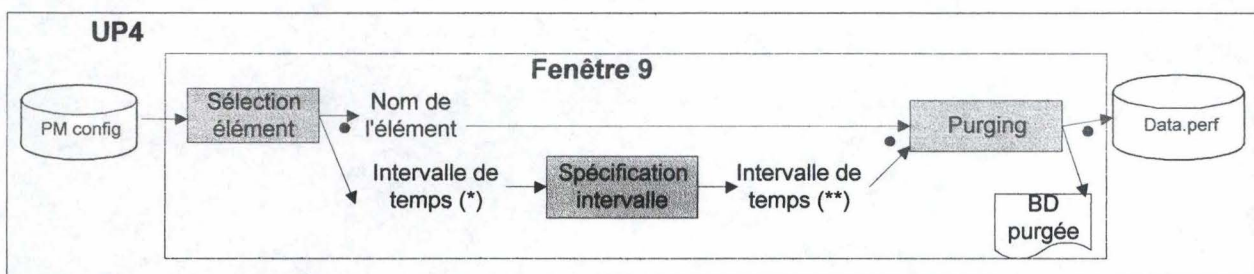 UP4
Fenêtre 9
PM config
Sélection
élément
Nom de
l'élément
Purging
Data.perf
Intervalle de
temps (*)
Spécification
intervalle
Intervalle de
temps (**)
BD
purgée